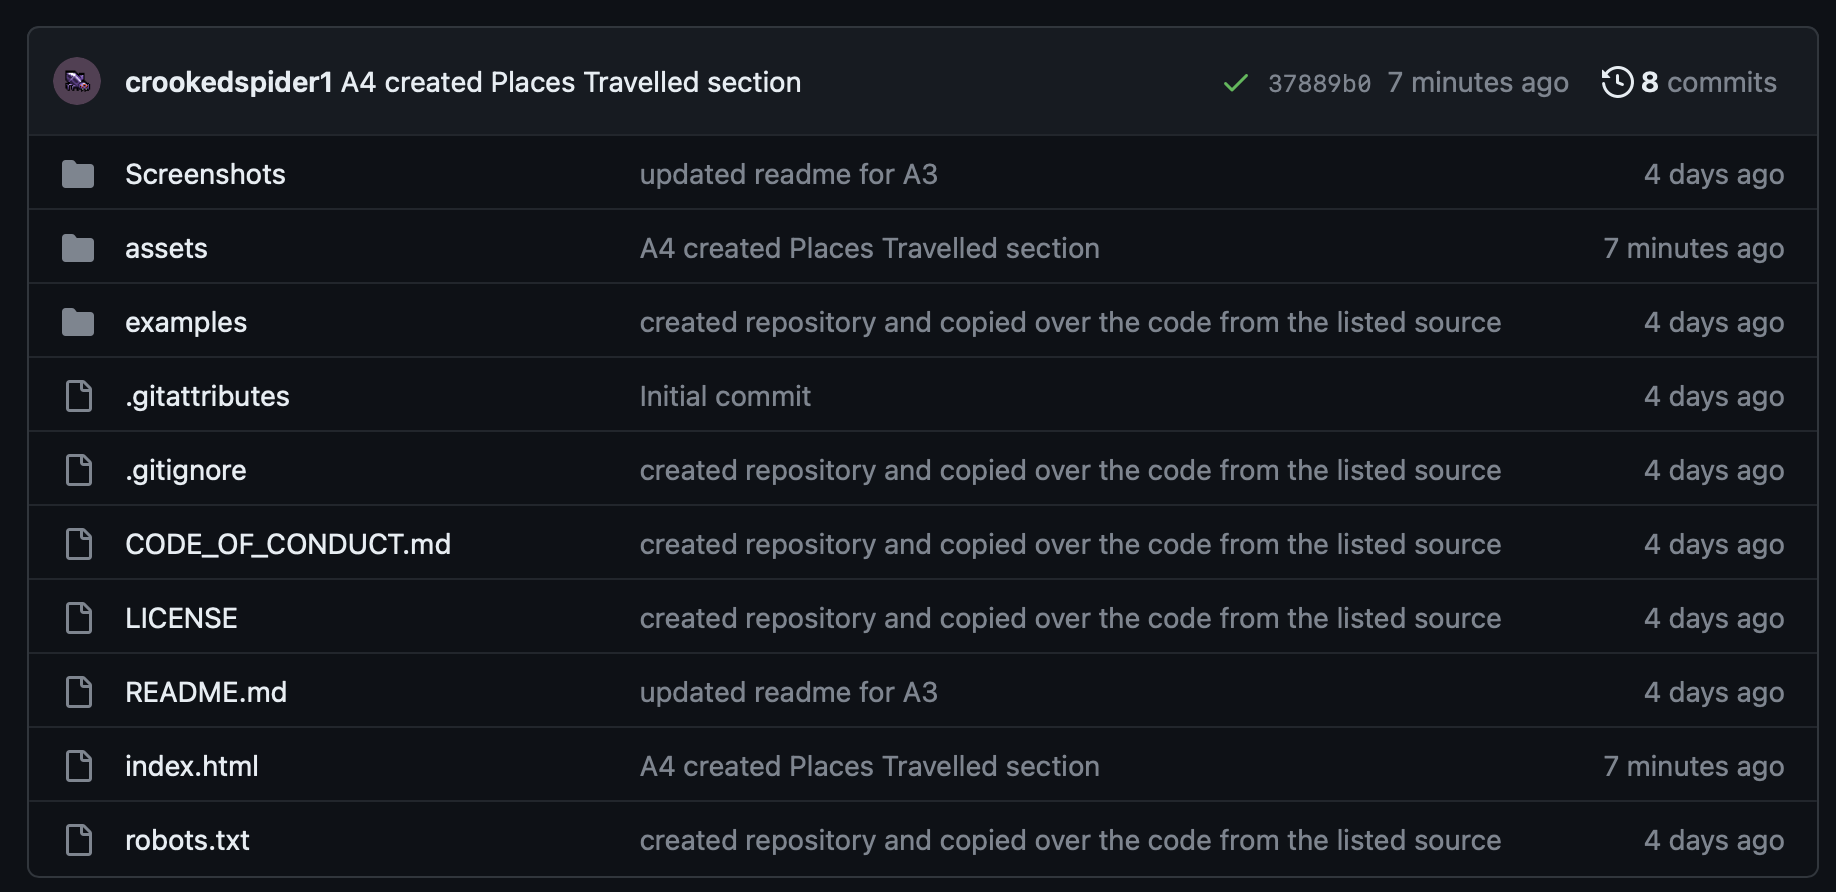 crookedspider1 A4 created Places Travelled section 37889b0 7 minutes ago 8 commits
Screenshots updated readme for A3 4 days ago
assets A4 created Places Travelled section 7 minutes ago
examples created repository and copied over the code from the listed source 4 days ago
.gitattributes Initial commit 4 days ago
.gitignore created repository and copied over the code from the listed source 4 days ago
CODE_OF_CONDUCT.md created repository and copied over the code from the listed source 4 days ago
LICENSE created repository and copied over the code from the listed source 4 days ago
README.md updated readme for A3 4 days ago
index.html A4 created Places Travelled section 7 minutes ago
robots.txt created repository and copied over the code from the listed source 4 days ago